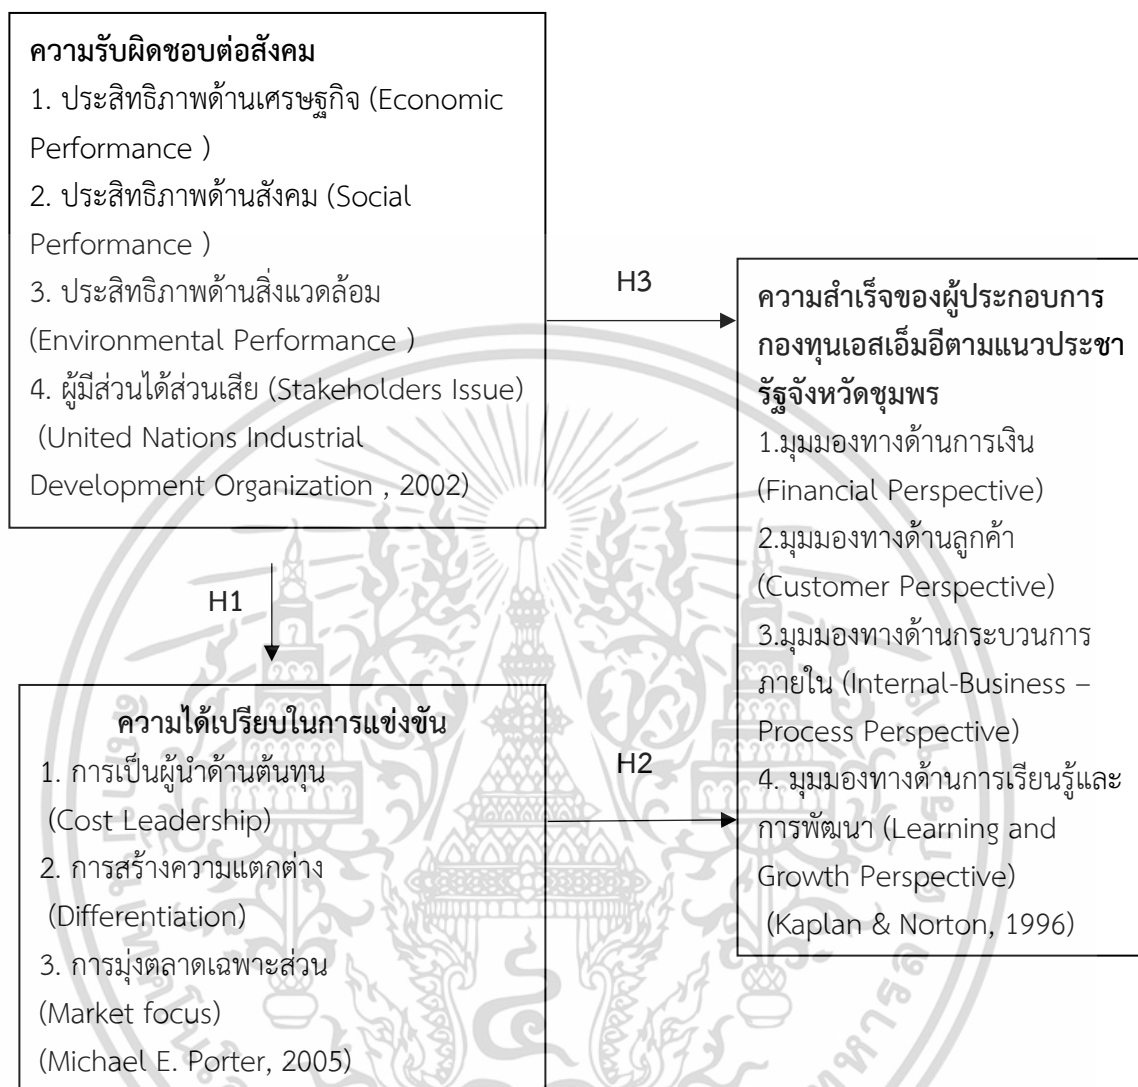 ความรับผิดชอบต่อสังคม
1. ประสิทธิภาพด้านเศรษฐกิจ (Economic
Performance )
2. ประสิทธิภาพด้านสังคม (Social
Performance )
3. ประสิทธิภาพด้านสิ่งแวดล้อม
(Environmental Performance )
4. ผู้มีส่วนได้ส่วนเสีย (Stakeholders Issue)
(United Nations Industrial
Development Organization , 2002)
H3
H1
ความสำเร็จของผู้ประกอบการ
กองทุนเอสเอ็มอีตามแนวประชา
รัฐจังหวัดชุมพร
1.มุมมองทางด้านการเงิน
(Financial Perspective)
2.มุมมองทางด้านลูกค้า
(Customer Perspective)
3.มุมมองทางด้านกระบวนการ
ภายใน (Internal-Business –
Process Perspective)
4. มุมมองทางด้านการเรียนรู้และ
การพัฒนา (Learning and
Growth Perspective)
(Kaplan & Norton, 1996)
ความได้เปรียบในการแข่งขัน
1. การเป็นผู้นำด้านต้นทุน
(Cost Leadership)
2. การสร้างความแตกต่าง
(Differentiation)
3. การมุ่งตลาดเฉพาะส่วน
(Market focus)
(Michael E. Porter, 2005)
H2